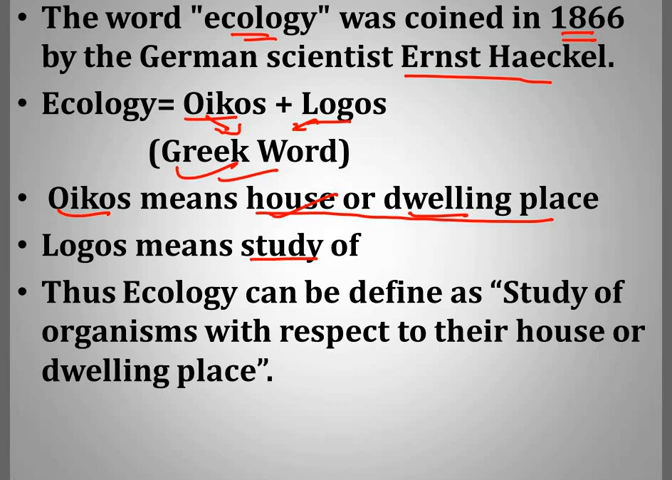 • The word "ecology" was coined in 1866
by the German scientist Ernst Haeckel.
• Ecology= Oikos + Logos
(Greek Word)
• Oikos means house or dwelling place
• Logos means study of
• Thus Ecology can be define as “Study of
organisms with respect to their house or
dwelling place”.